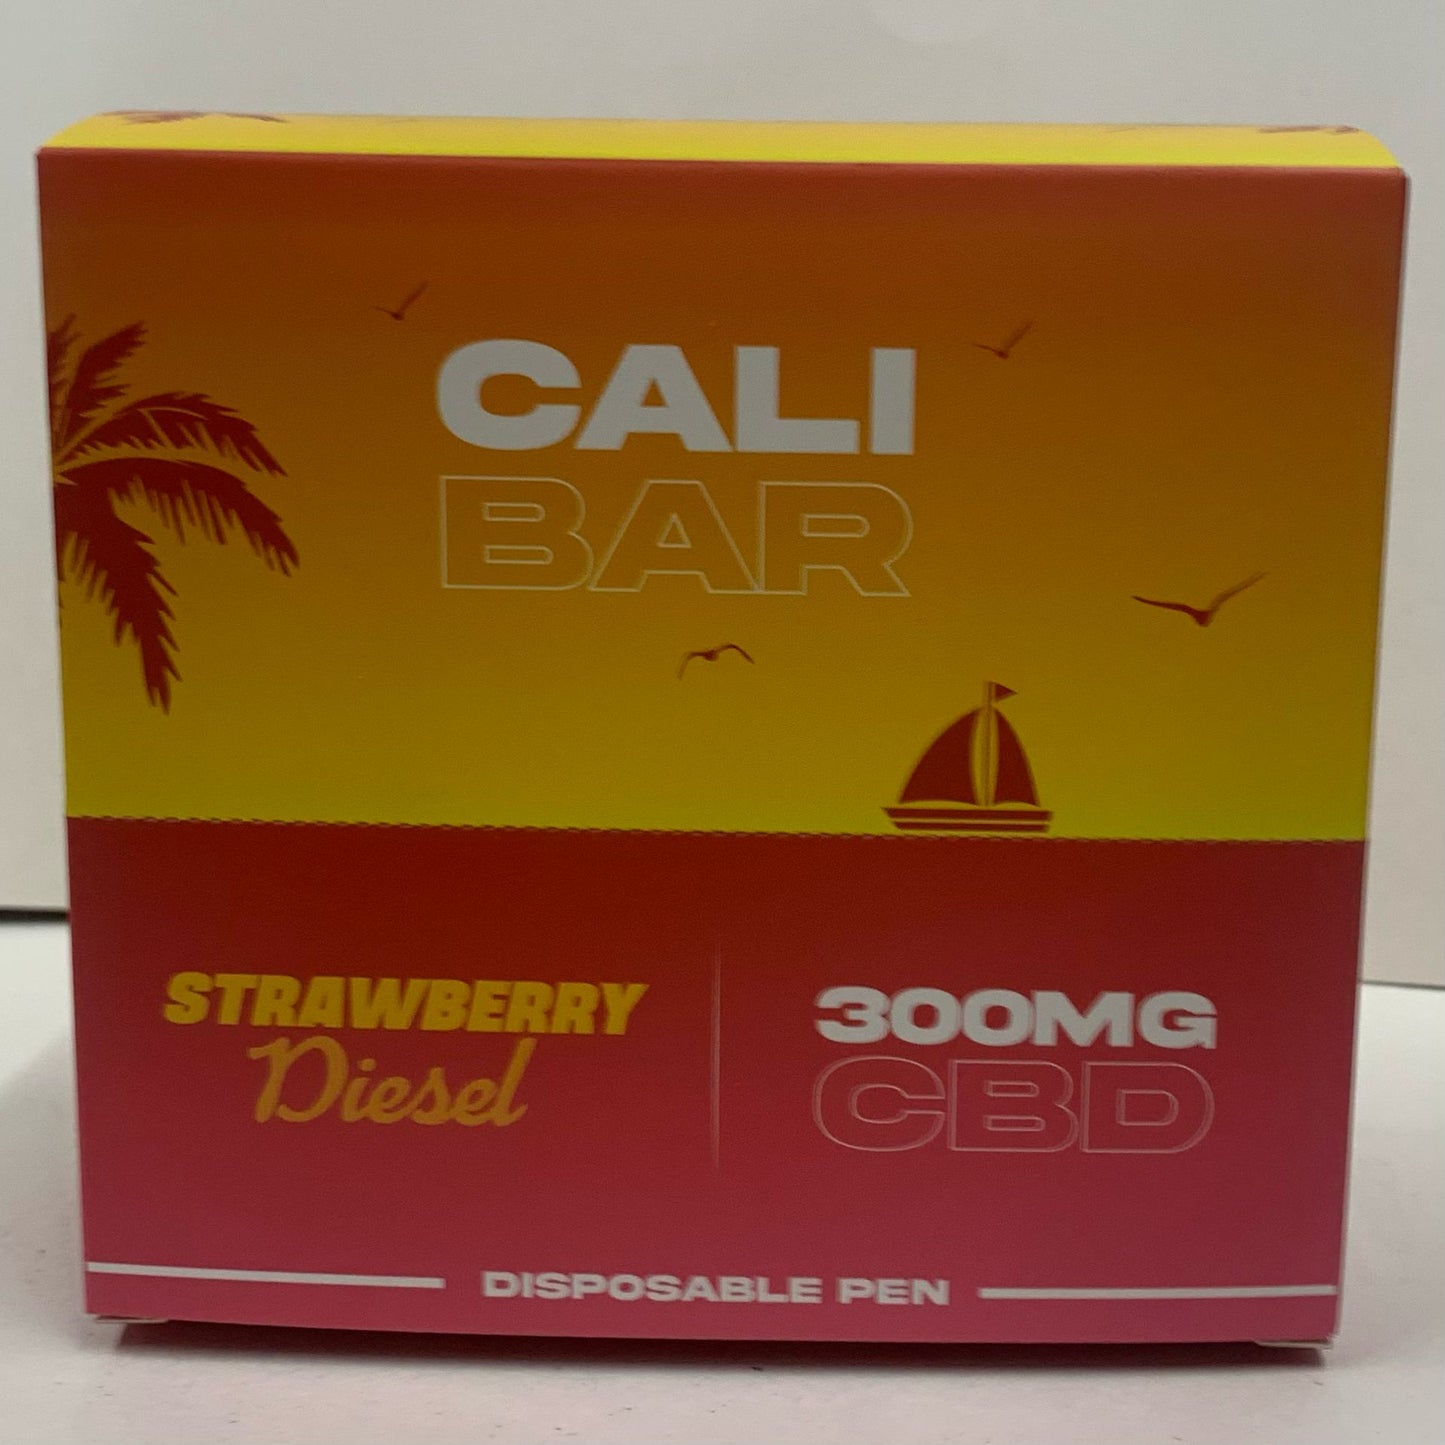 CALI
BAR
STRAWBERRY
Diesel
300MG
CBD
DISPOSABLE PEN